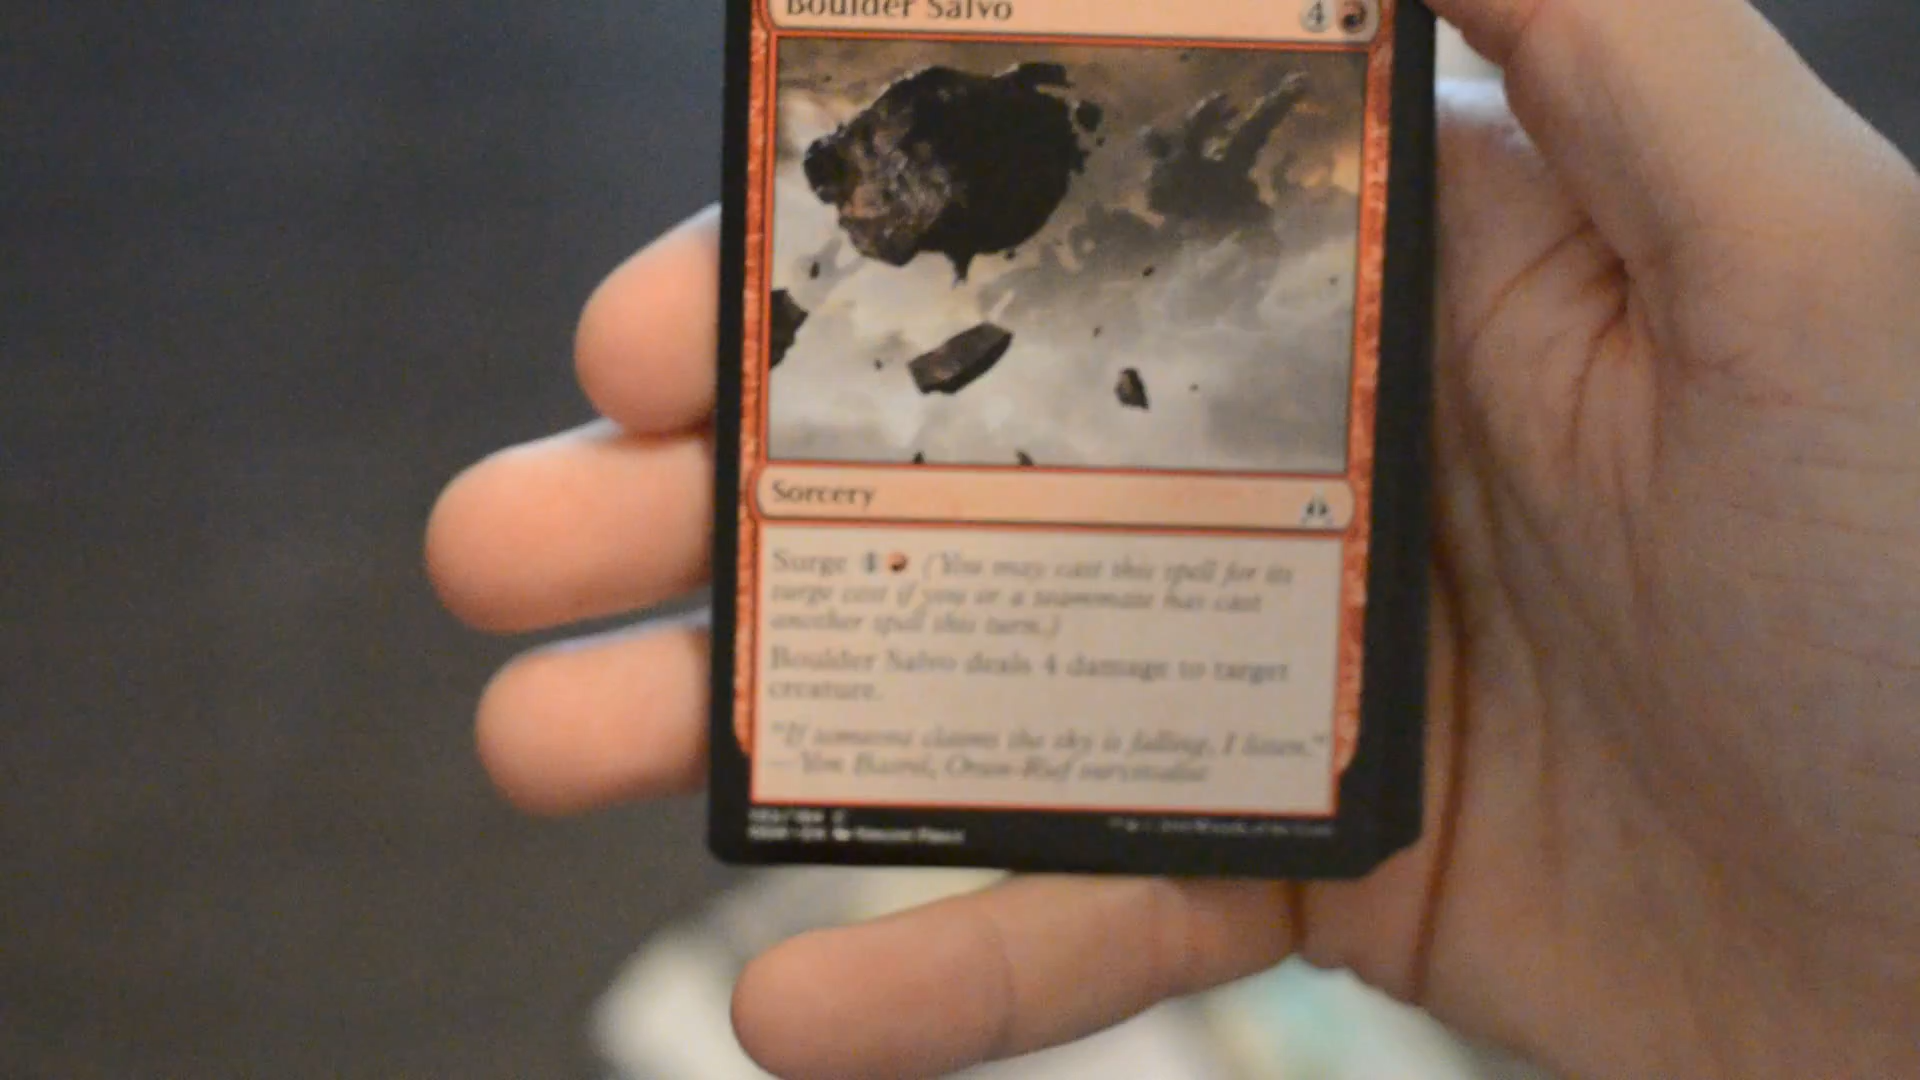 Boulder Salvo 4
Sorcery
Surge 1 (You may cast this spell for its
surge cost if you or a teammate has cast
another spell this turn.)
Boulder Salvo deals 4 damage to target
creature.
"If someone claims the sky is falling, I listen."